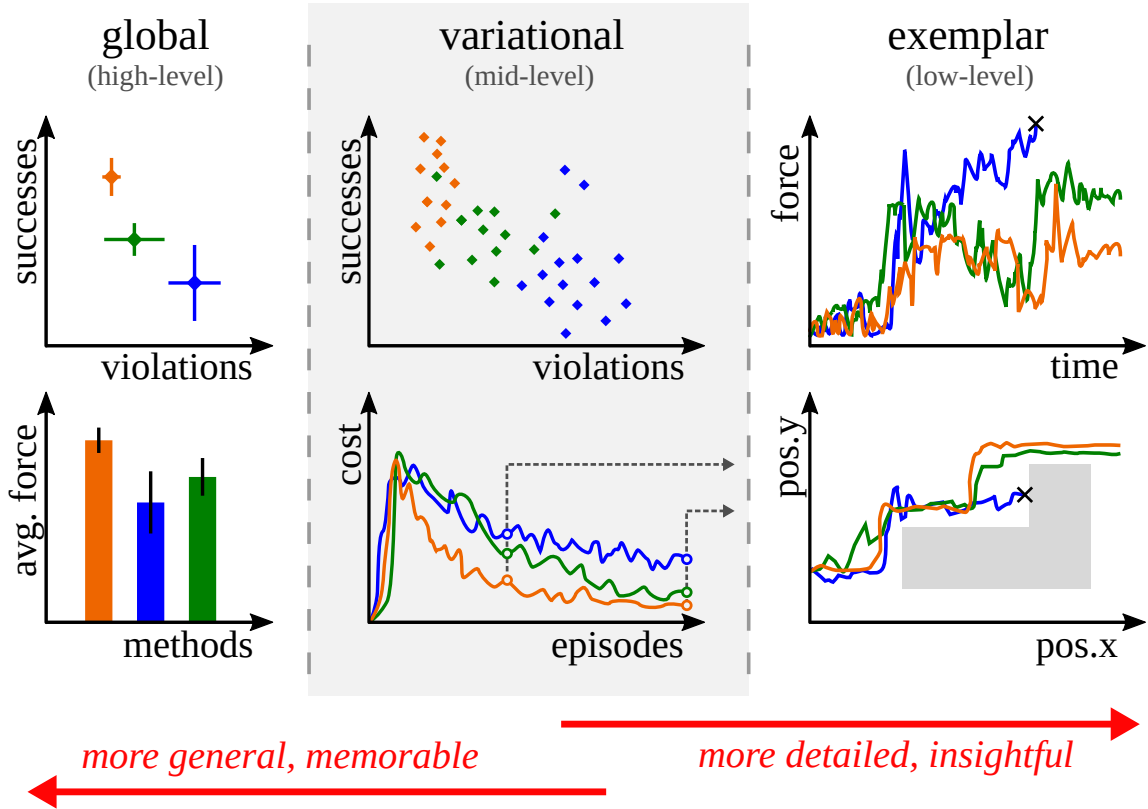 global
(high-level)
variational
(mid-level)
exemplar
(low-level)
successes
violations
successes
violations
force
time
avg. force
methods
cost
episodes
pos.y
pos.x
more general, memorable
more detailed, insightful